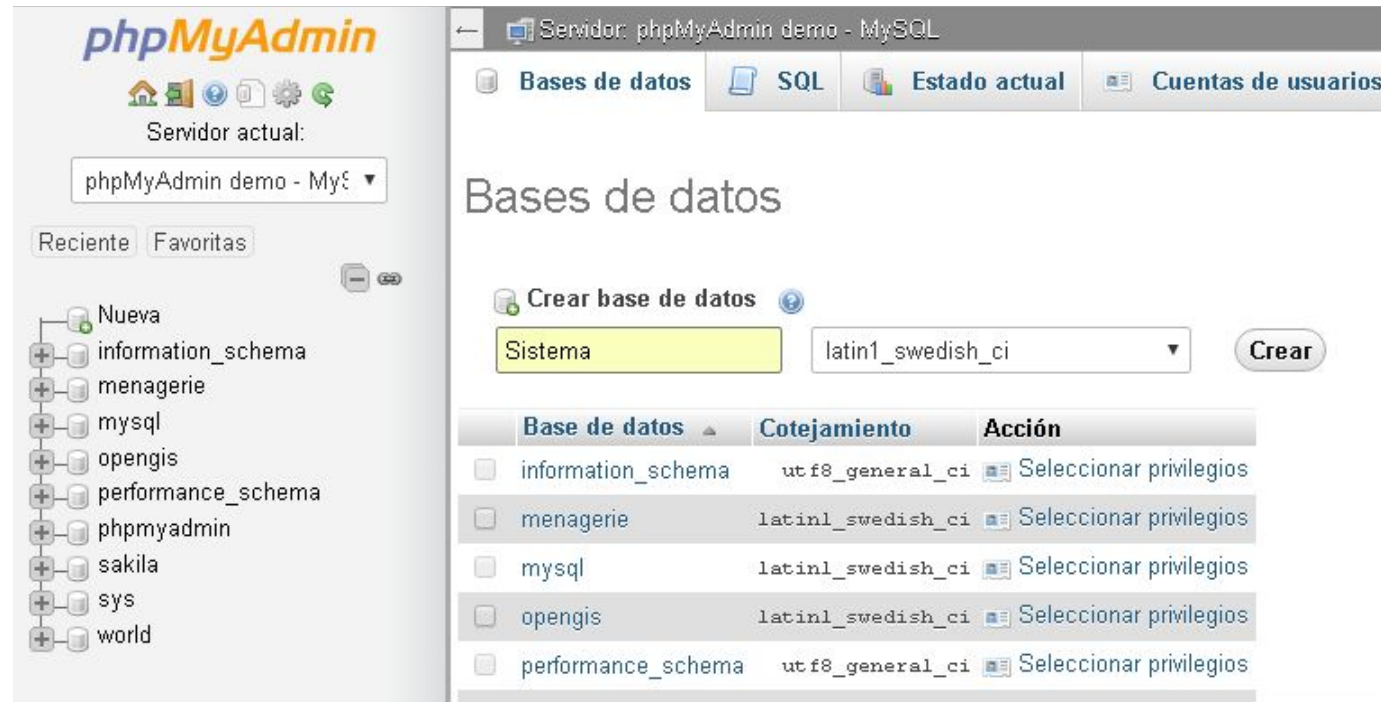 phpMyAdmin
Servidor actual:
phpMyAdmin demo - MyS
Reciente Favoritas
Nueva
information_schema
menagerie
mysql
opengis
performance_schema
phpmyadmin
sakila
sys
world
Servidor: phpMyAdmin demo - MySQL
Bases de datos SQL Estado actual Cuentas de usuarios
Bases de datos
Crear base de datos
Sistema latin1_swedish_ci Crear
Base de datos Cotejamiento Acción
information_schema utf8_general_ci Seleccionar privilegios
menagerie latin1_swedish_ci Seleccionar privilegios
mysql latin1_swedish_ci Seleccionar privilegios
opengis latin1_swedish_ci Seleccionar privilegios
performance_schema utf8_general_ci Seleccionar privilegios